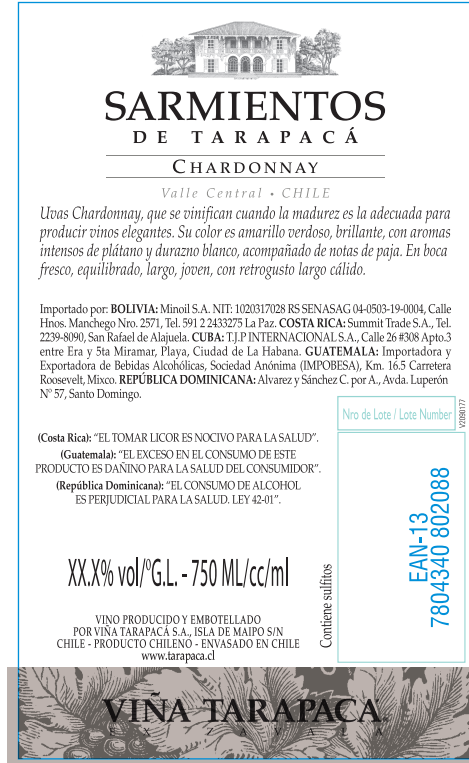 SARMIENTOS
DE TARAPACÁ
CHARDONNAY
Valle Central • CHILE
Uvas Chardonnay, que se vinifican cuando la madurez es la adecuada para
producir vinos elegantes. Su color es amarillo verdoso, brillante, con aromas
intensos de plátano y durazno blanco, acompañado de notas de paja. En boca
fresco, equilibrado, largo, joven, con retrogusto largo cálido.
Importado por: BOLIVIA: Minoil S.A. NIT: 1020317028 RS SENASAG 04-0503-19-0004, Calle
Hnos. Manchego Nro. 2571, Tel. 591 2 2433275 La Paz. COSTA RICA: Summit Trade S.A., Tel.
2239-8090, San Rafael de Alajuela. CUBA: T.J.P INTERNACIONAL S.A., Calle 26 #308 Apto.3
entre Era y 5ta Miramar, Playa, Ciudad de La Habana. GUATEMALA: Importadora y
Exportadora de Bebidas Alcohólicas, Sociedad Anónima (IMPOBESA), Km. 16.5 Carretera
Roosevelt, Mixco. REPÚBLICA DOMINICANA: Alvarez y Sánchez C. por A., Avda. Luperón
Nº 57, Santo Domingo.
Nro de Lote / Lote Number
V2090177
(Costa Rica): “EL TOMAR LICOR ES NOCIVO PARA LA SALUD”.
(Guatemala): “EL EXCESO EN EL CONSUMO DE ESTE
PRODUCTO ES DAÑINO PARA LA SALUD DEL CONSUMIDOR”.
(República Dominicana): “EL CONSUMO DE ALCOHOL
ES PERJUDICIAL PARA LA SALUD. LEY 42-01”.
EAN-13
7804340 802088
XX.X% vol/ºG.L. - 750 ML/cc/ml
Contiene sulfitos
VINO PRODUCIDO Y EMBOTELLADO
POR VIÑA TARAPACÁ S.A., ISLA DE MAIPO S/N
CHILE - PRODUCTO CHILENO - ENVASADO EN CHILE
www.tarapaca.cl
VIÑA TARAPACA
EX ZAVALA